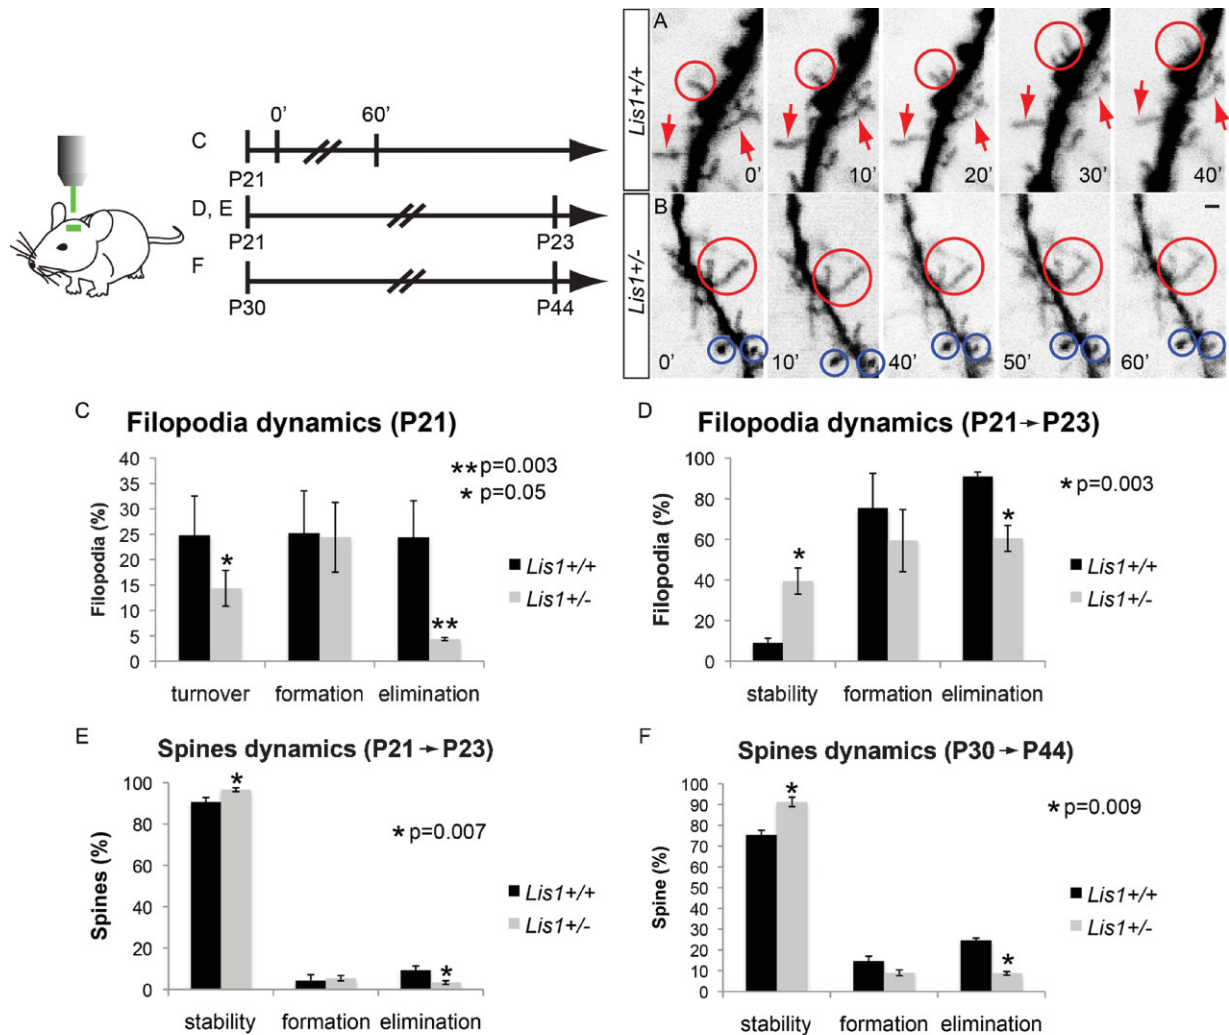 C
0' 60'
P21
D, E
P21 P23
F
P30 P44
A
Lis1+/+
0' 10' 20' 30' 40'
B
Lis1+/-
0' 10' 40' 50' 60'
C
Filopodia dynamics (P21)
**p=0.003
* p=0.05
Filopodia (%)
40
35
30
25
20
15
10
5
0
*
**
turnover formation elimination
Lis1+/+
Lis1+/-
D
Filopodia dynamics (P21→P23)
*p=0.003
Filopodia (%)
100
80
60
40
20
0
*
*
stability formation elimination
Lis1+/+
Lis1+/-
E
Spines dynamics (P21→P23)
* p=0.007
Spines (%)
100
80
60
40
20
0
*
*
stability formation elimination
Lis1+/+
Lis1+/-
F
Spines dynamics (P30→P44)
* p=0.009
Spine (%)
100
90
80
70
60
50
40
30
20
10
0
*
*
stability formation elimination
Lis1+/+
Lis1+/-